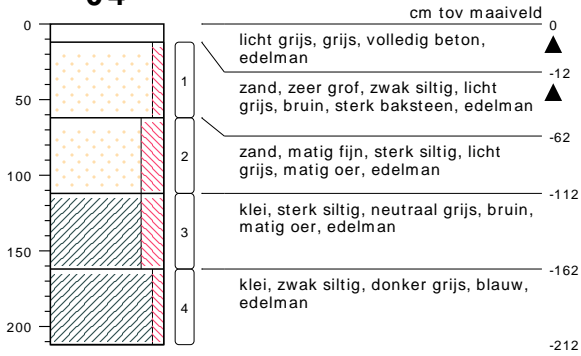 cm tov maaiveld
0
0
licht grijs, grijs, volledig beton,
edelman
-12
1
zand, zeer grof, zwak siltig, licht
grijs, bruin, sterk baksteen, edelman
50
-62
2
zand, matig fijn, sterk siltig, licht
grijs, matig oer, edelman
100
-112
3
klei, sterk siltig, neutraal grijs, bruin,
matig oer, edelman
150
-162
4
klei, zwak siltig, donker grijs, blauw,
edelman
200
-212